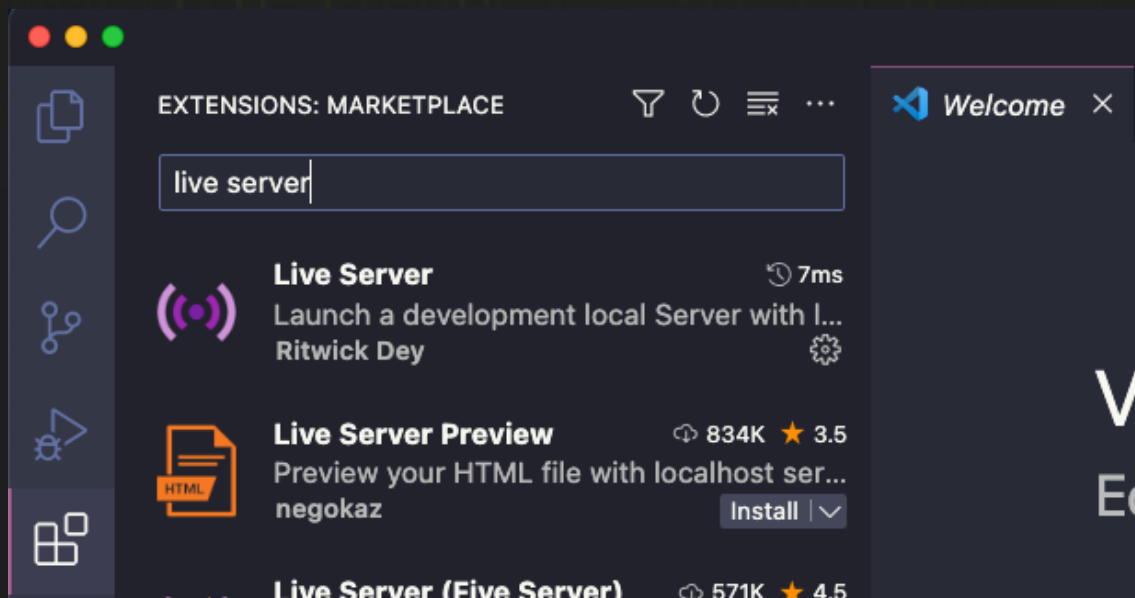 EXTENSIONS: MARKETPLACE
Welcome
live server
Live Server 7ms
Launch a development local Server with l...
Ritwick Dey
Live Server Preview 834K 3.5
HTML
Preview your HTML file with localhost ser...
negokaz
Install
Live Server (Five Server) 571K 4.5